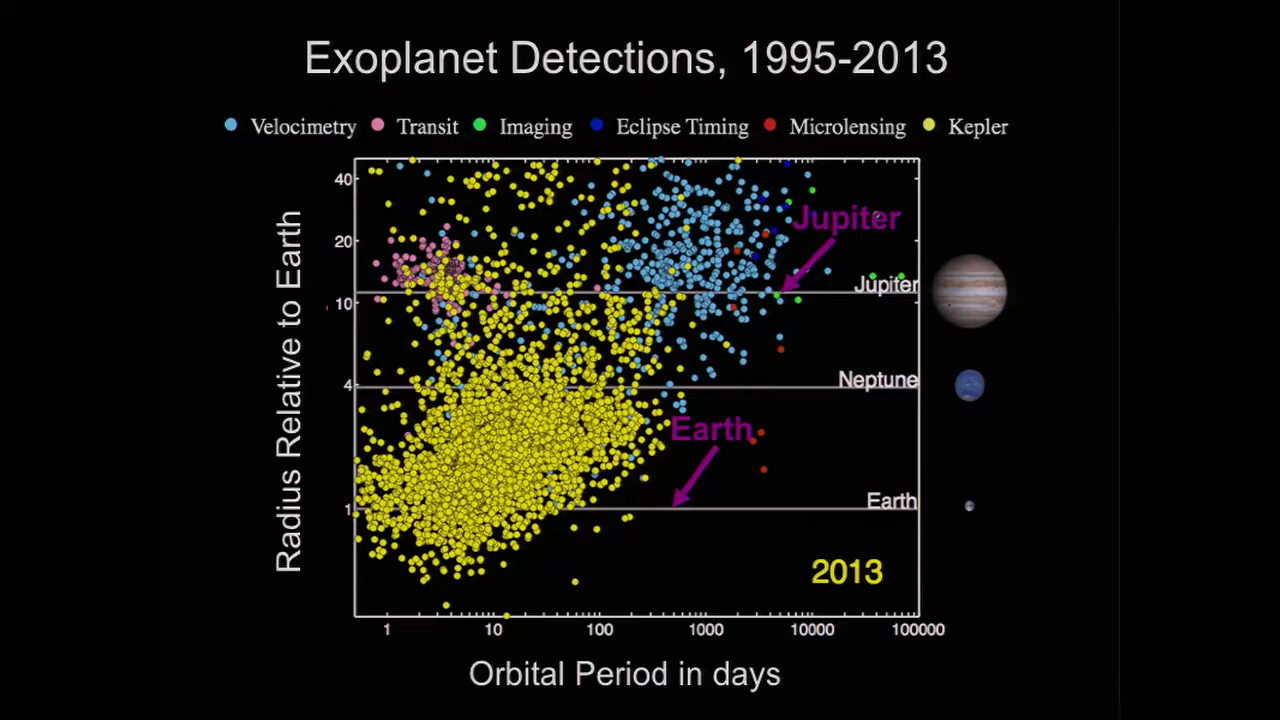 Exoplanet Detections, 1995-2013
Velocimetry Transit Imaging Eclipse Timing Microlensing Kepler
40
20
10
4
1
Radius Relative to Earth
Jupiter
Jupiter
Neptune
Earth
Earth
2013
1 10 100 1000 10000 100000
Orbital Period in days